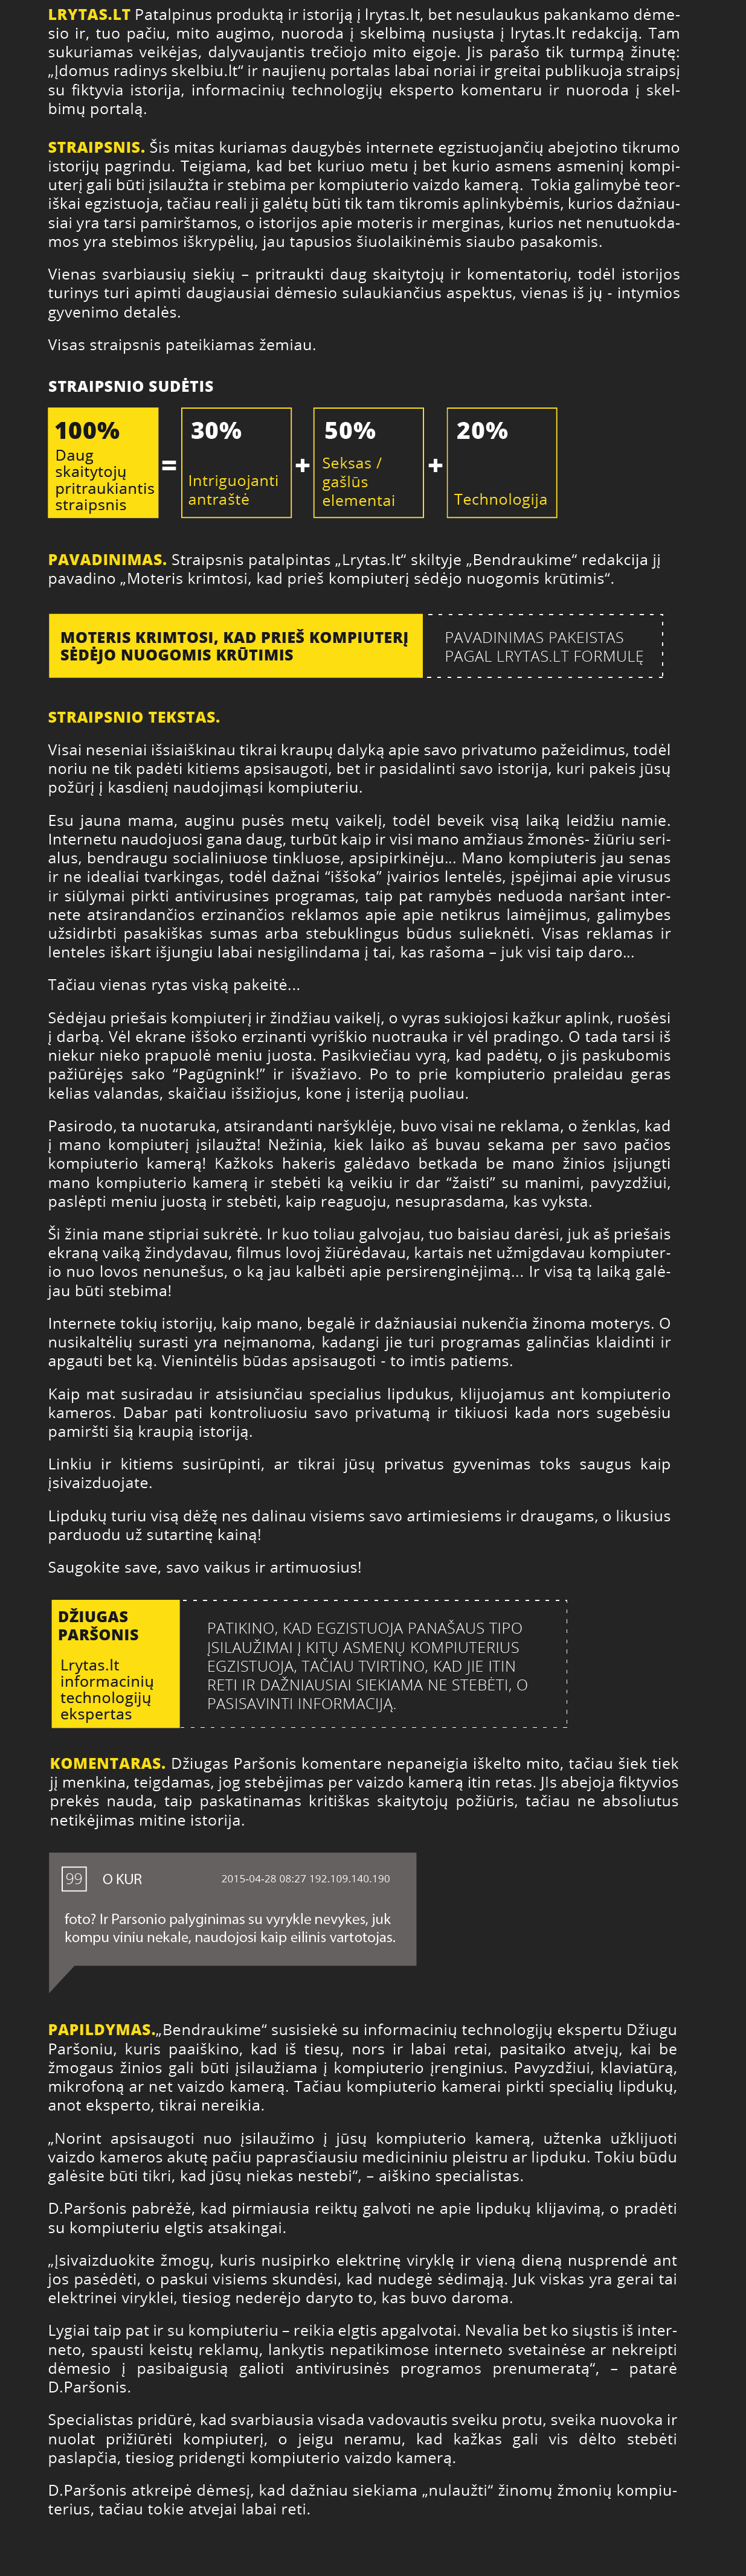 LRYTAS.LT Patalpinus produktą ir istoriją į lrytas.lt, bet nesulaukus pakankamo dėme-
sio ir, tuo pačiu, mito augimo, nuoroda į skelbimą nusiųsta į lrytas.lt redakciją. Tam
sukuriamas veikėjas, dalyvaujantis trečiojo mito eigoje. Jis parašo tik turmpą žinutę:
„Įdomus radinys skelbiu.lt“ ir naujienų portalas labai noriai ir greitai publikuoja straipsį
su fiktyvia istorija, informacinių technologijų eksperto komentaru ir nuoroda į skel-
bimų portalą.
STRAIPSNIS. Šis mitas kuriamas daugybės internete egzistuojančių abejotino tikrumo
istorijų pagrindu. Teigiama, kad bet kuriuo metu į bet kurio asmens asmeninį kompi-
uterį gali būti įsilaužta ir stebima per kompiuterio vaizdo kamerą. Tokia galimybė teor-
iškai egzistuoja, tačiau reali ji galėtų būti tik tam tikromis aplinkybėmis, kurios dažniau-
siai yra tarsi pamirštamos, o istorijos apie moteris ir merginas, kurios net nenutuokda-
mos yra stebimos iškrypėlių, jau tapusios šiuolaikinėmis siaubo pasakomis.
Vienas svarbiausių siekių – pritraukti daug skaitytojų ir komentatorių, todėl istorijos
turinys turi apimti daugiausiai dėmesio sulaukiančius aspektus, vienas iš jų - intymios
gyvenimo detalės.
Visas straipsnis pateikiamas žemiau.
STRAIPSNIO SUDĖTIS
100%
Daug
skaitytojų
pritraukiantis
straipsnis
=
30%
Intriguojanti
antraštė
+
50%
Seksas /
gašlūs
elementai
+
20%
Technologija
PAVADINIMAS. Straipsnis patalpintas „Lrytas.lt“ skiltyje „Bendraukime“ redakcija jį
pavadino „Moteris krimtosi, kad prieš kompiuterį sėdėjo nuogomis krūtimis“.
MOTERIS KRIMTOSI, KAD PRIEŠ KOMPIUTERĮ
SĖDĖJO NUOGOMIS KRŪTIMIS
PAVADINIMAS PAKEISTAS
PAGAL LRYTAS.LT FORMULĘ
STRAIPSNIO TEKSTAS.
Visai neseniai išsiaiškinau tikrai kraupų dalyką apie savo privatumo pažeidimus, todėl
noriu ne tik padėti kitiems apsisaugoti, bet ir pasidalinti savo istorija, kuri pakeis jūsų
požūrį į kasdienį naudojimąsi kompiuteriu.
Esu jauna mama, auginu pusės metų vaikelį, todėl beveik visą laiką leidžiu namie.
Internetu naudojuosi gana daug, turbūt kaip ir visi mano amžiaus žmonės- žiūriu seri-
alus, bendraugu socialiniuose tinkluose, apsipirkinėju... Mano kompiuteris jau senas
ir ne idealiai tvarkingas, todėl dažnai “iššoka” įvairios lentelės, įspėjimai apie virusus
ir siūlymai pirkti antivirusines programas, taip pat ramybės neduoda naršant inter-
nete atsirandančios erzinančios reklamos apie apie netikrus laimėjimus, galimybes
užsidirbti pasakiškas sumas arba stebuklingus būdus sulieknėti. Visas reklamas ir
lenteles iškart išjungiu labai nesigilindama į tai, kas rašoma – juk visi taip daro...
Tačiau vienas rytas viską pakeitė...
Sėdėjau priešais kompiuterį ir žindžiau vaikelį, o vyras sukiojosi kažkur aplink, ruošėsi
į darbą. Vėl ekrane iššoko erzinanti vyriškio nuotrauka ir vėl pradingo. O tada tarsi iš
niekur nieko prapuolė meniu juosta. Pasikviečiau vyrą, kad padėtų, o jis paskubomis
pažiūrėjęs sako “Pagūgnink!” ir išvažiavo. Po to prie kompiuterio praleidau geras
kelias valandas, skaičiau išsižiojus, kone į isteriją puoliau.
Pasirodo, ta nuotaruka, atsirandanti naršyklėje, buvo visai ne reklama, o ženklas, kad
į mano kompiuterį įsilaužta! Nežinia, kiek laiko aš buvau sekama per savo pačios
kompiuterio kamerą! Kažkoks hakeris galėdavo betkada be mano žinios įsijungti
mano kompiuterio kamerą ir stebėti ką veikiu ir dar “žaisti” su manimi, pavyzdžiui,
paslėpti meniu juostą ir stebėti, kaip reaguoju, nesuprasdama, kas vyksta.
Ši žinia mane stipriai sukrėtė. Ir kuo toliau galvojau, tuo baisiau darėsi, juk aš priešais
ekraną vaiką žindydavau, filmus lovoj žiūrėdavau, kartais net užmigdavau kompiuter-
io nuo lovos nenunešus, o ką jau kalbėti apie persirenginėjimą... Ir visą tą laiką galė-
jau būti stebima!
Internete tokių istorijų, kaip mano, begalė ir dažniausiai nukenčia žinoma moterys. O
nusikaltėlių surasti yra neįmanoma, kadangi jie turi programas galinčias klaidinti ir
apgauti bet ką. Vienintėlis būdas apsisaugoti - to imtis patiems.
Kaip mat susiradau ir atsisiunčiau specialius lipdukus, klijuojamus ant kompiuterio
kameros. Dabar pati kontroliuosiu savo privatumą ir tikiuosi kada nors sugebėsiu
pamiršti šią kraupią istoriją.
Linkiu ir kitiems susirūpinti, ar tikrai jūsų privatus gyvenimas toks saugus kaip
įsivaizduojate.
Lipdukų turiu visą dėžę nes dalinau visiems savo artimiesiems ir draugams, o likusius
parduodu už sutartinę kainą!
Saugokite save, savo vaikus ir artimuosius!
DŽIUGAS
PARŠONIS
Lrytas.lt
informacinių
technologijų
ekspertas
PATIKINO, KAD EGZISTUOJA PANAŠAUS TIPO
ĮSILAUŽIMAI Į KITŲ ASMENŲ KOMPIUTERIUS
EGZISTUOJA, TAČIAU TVIRTINO, KAD JIE ITIN
RETI IR DAŽNIAUSIAI SIEKIAMA NE STEBĖTI, O
PASISAVINTI INFORMACIJĄ.
KOMENTARAS. Džiugas Paršonis komentare nepaneigia iškelto mito, tačiau šiek tiek
jį menkina, teigdamas, jog stebėjimas per vaizdo kamerą itin retas. JIs abejoja fiktyvios
prekės nauda, taip paskatinamas kritiškas skaitytojų požiūris, tačiau ne absoliutus
netikėjimas mitine istorija.
99 O KUR 2015-04-28 08:27 192.109.140.190
foto? Ir Parsonio palyginimas su vyrykle nevykes, juk
kompu viniu nekale, naudojosi kaip eilinis vartotojas.
PAPILDYMAS.„Bendraukime“ susisiekė su informacinių technologijų ekspertu Džiugu
Paršoniu, kuris paaiškino, kad iš tiesų, nors ir labai retai, pasitaiko atvejų, kai be
žmogaus žinios gali būti įsilaužiama į kompiuterio įrenginius. Pavyzdžiui, klaviatūrą,
mikrofoną ar net vaizdo kamerą. Tačiau kompiuterio kamerai pirkti specialių lipdukų,
anot eksperto, tikrai nereikia.
„Norint apsisaugoti nuo įsilaužimo į jūsų kompiuterio kamerą, užtenka užklijuoti
vaizdo kameros akutę pačiu paprasčiausiu medicininiu pleistru ar lipduku. Tokiu būdu
galėsite būti tikri, kad jūsų niekas nestebi“, – aiškino specialistas.
D.Paršonis pabrėžė, kad pirmiausia reiktų galvoti ne apie lipdukų klijavimą, o pradėti
su kompiuteriu elgtis atsakingai.
„Įsivaizduokite žmogų, kuris nusipirko elektrinę viryklę ir vieną dieną nusprendė ant
jos pasėdėti, o paskui visiems skundėsi, kad nudegė sėdimąją. Juk viskas yra gerai tai
elektrinei viryklei, tiesiog nederėjo daryto to, kas buvo daroma.
Lygiai taip pat ir su kompiuteriu – reikia elgtis apgalvotai. Nevalia bet ko siųstis iš inter-
neto, spausti keistų reklamų, lankytis nepatikimose interneto svetainėse ar nekreipti
dėmesio į pasibaigusią galioti antivirusinės programos prenumeratą“, – patarė
D.Paršonis.
Specialistas pridūrė, kad svarbiausia visada vadovautis sveiku protu, sveika nuovoka ir
nuolat prižiūrėti kompiuterį, o jeigu neramu, kad kažkas gali vis dėlto stebėti
paslapčia, tiesiog pridengti kompiuterio vaizdo kamerą.
D.Paršonis atkreipė dėmesį, kad dažniau siekiama „nulaužti“ žinomų žmonių kompiu-
terius, tačiau tokie atvejai labai reti.